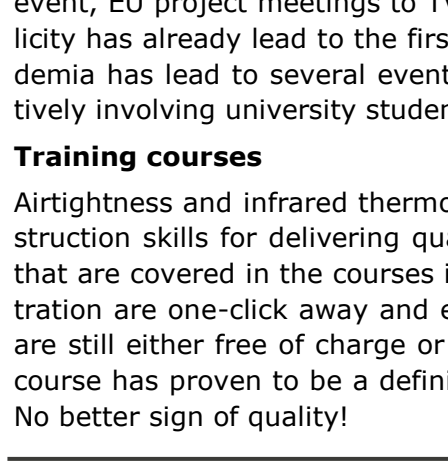 event, EU project meetings to
licity has already lead to the firs
demia has lead to several event
tively involving university studen
Training courses
Airtightness and infrared thermo
struction skills for delivering qua
that are covered in the courses i
tration are one-click away and e
are still either free of charge or
course has proven to be a defini
No better sign of quality!